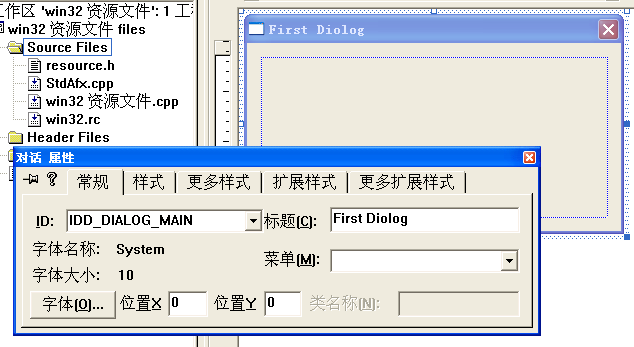 工作区 'win32 资源文件': 1 工程
win32 资源文件 files
Source Files
resource.h
StdAfx.cpp
win32 资源文件.cpp
win32.rc
Header Files
First Diolog
对话 属性
常规 样式 更多样式 扩展样式 更多扩展样式
ID: IDD_DIALOG_MAIN 标题(C): First Diolog
字体名称: System
菜单(M):
字体大小: 10
字体(O)... 位置X 0 位置Y 0 类名称(N):